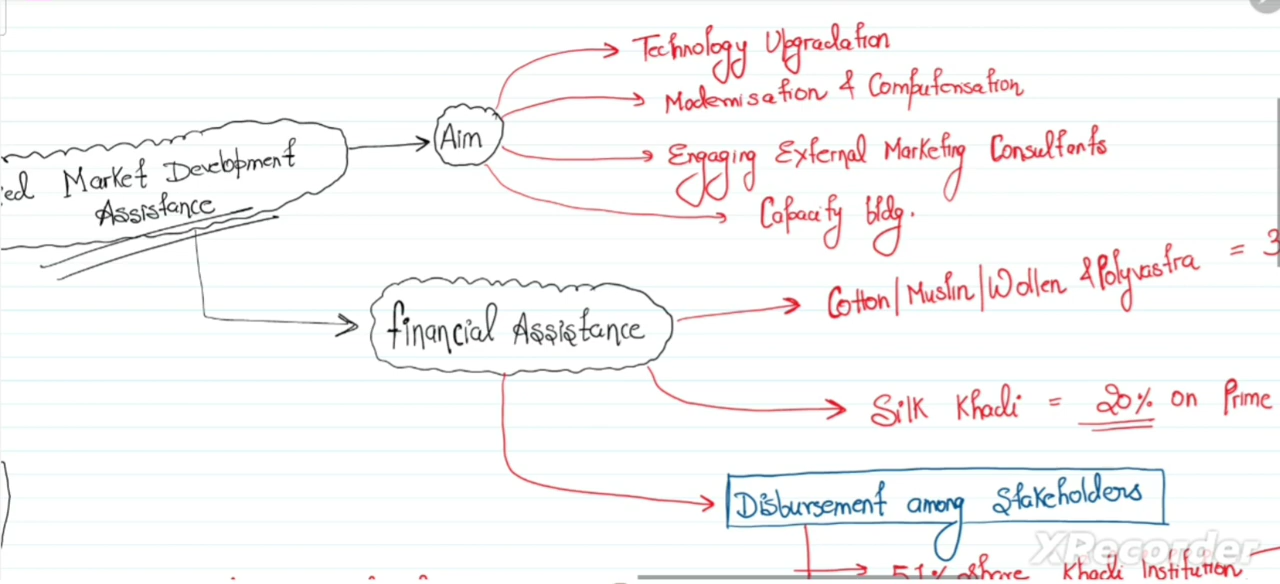 Technology Upgradation
Modernisation & Computerisation
Aim
Engaging External Marketing Consultants
ed Market Development
Assistance
Capacity bldg.
Cotton/Muslin/Wollen & Polyvastra = 3
financial Assistance
Silk Khadi = 20% on Prime
Disbursement among Stakeholders
51% share Khadi Institution
XRecorder